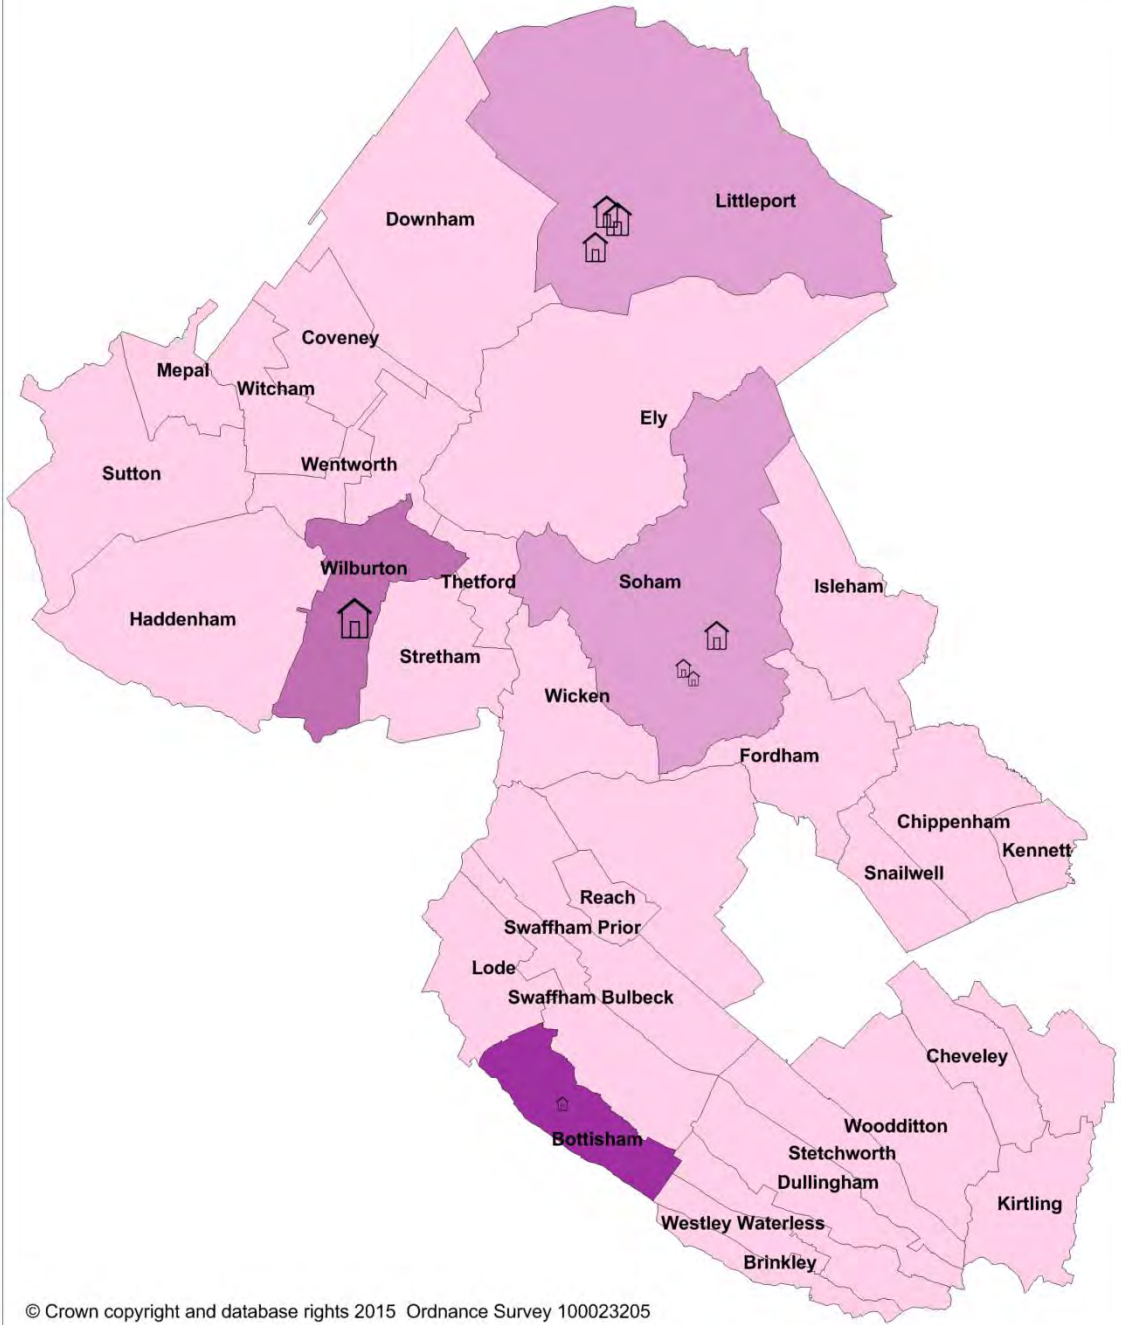 Littleport
Downham
Coveney
Mepal
Witcham
Ely
Wentworth
Sutton
Wilburton
Thetford
Soham
Isleham
Haddenham
Stretham
Wicken
Fordham
Chippenham
Kennett
Snailwell
Reach
Swaffham Prior
Lode
Swaffham Bulbeck
Cheveley
Woodditton
Bottisham
Stetchworth
Dullingham
Kirtling
Westley Waterless
Brinkley
© Crown copyright and database rights 2015 Ordnance Survey 100023205